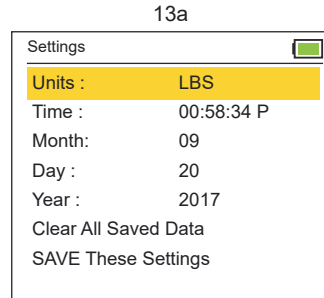 13a
Settings
Units : LBS
Time : 00:58:34 P
Month: 09
Day : 20
Year : 2017
Clear All Saved Data
SAVE These Settings